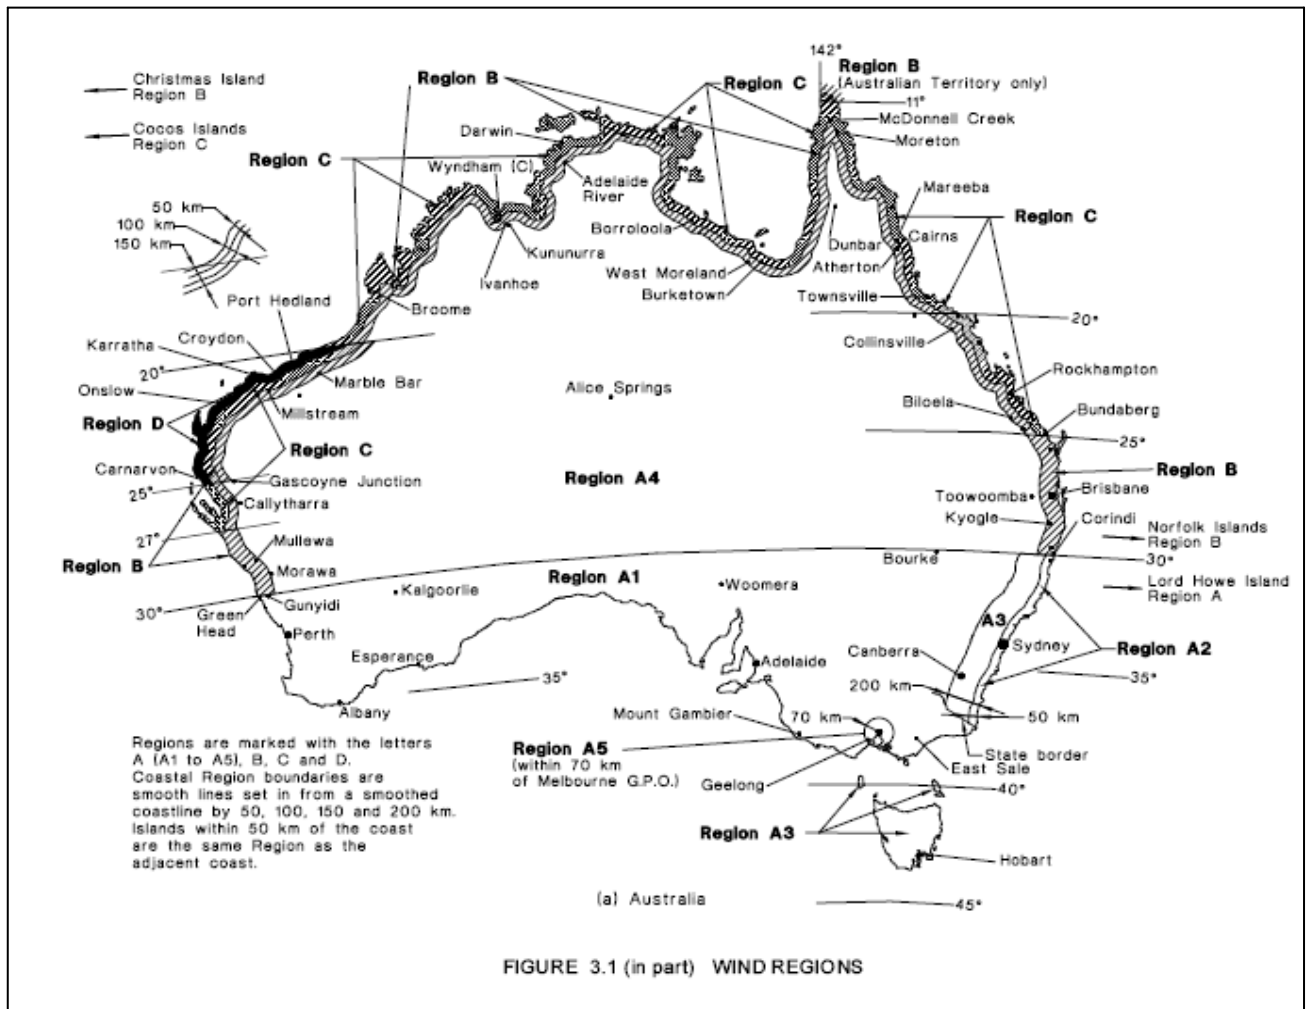 142°
Region B
(Australian Territory only)
11°
McDonnell Creek
Moreton
Christmas Island
Region B
Cocos Islands
Region C
Region B
Region C
Darwin
Region C
Wyndham (C)
Adelaide
River
Mareeba
Region C
50 km
100 km
150 km
Borroloola
Kununurra
Ivanhoe
Dunbar
Cairns
Atherton
West Moreland
Burketown
Townsville
Port Hedland
Broome
Croydon
Karratha
20°
20°
Collinsville
Onslow
Marble Bar
Millstream
Alice Springs
Rockhampton
Biloela
Bundaberg
Region D
Region C
25°
Carnarvon
Gascoyne Junction
25°
Callytharra
Region A4
Region B
Toowoomba
Brisbane
Kyogle
Corindi
27°
Mullewa
Norfolk Islands
Region B
Region B
Morawa
Bourke
30°
Region A1
Kalgoorlie
Woomera
Lord Howe Island
Region A
30°
Green
Head
Gunyidi
Perth
A3
Sydney
Region A2
Esperance
Adelaide
Canberra
35°
35°
200 km
Albany
Mount Gambier
70 km
50 km
Region A5
(within 70 km
of Melbourne G.P.O.)
State border
East Sale
Geelong
40°
Regions are marked with the letters
A (A1 to A5), B, C and D.
Coastal Region boundaries are
smooth lines set in from a smoothed
coastline by 50, 100, 150 and 200 km.
Islands within 50 km of the coast
are the same Region as the
adjacent coast.
Region A3
Hobart
(a) Australia
45°
FIGURE 3.1 (in part) WIND REGIONS